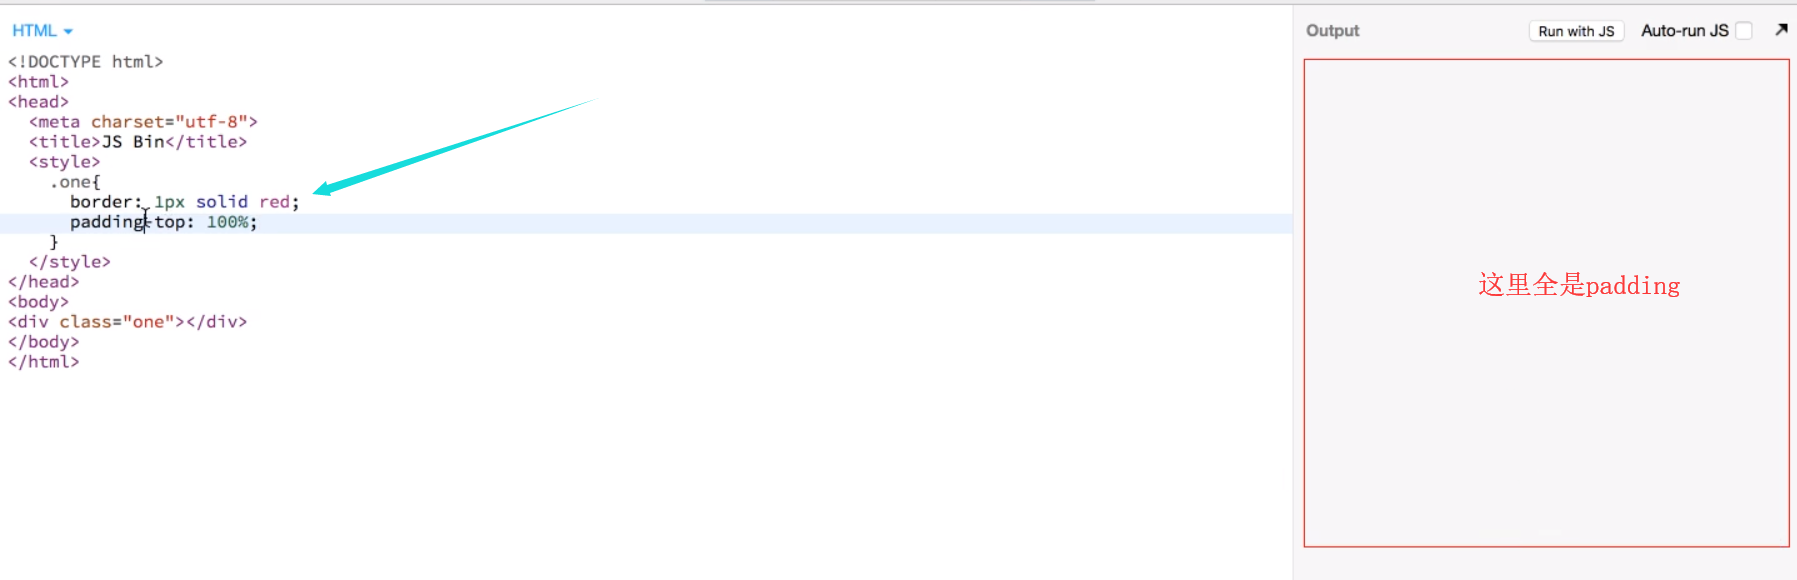 HTML
<!DOCTYPE html>
<html>
<head>
  <meta charset="utf-8">
  <title>JS Bin</title>
  <style>
    .one{
      border: 1px solid red;
      padding-top: 100%;
    }
  </style>
</head>
<body>
<div class="one"></div>
</body>
</html>
Output
Run with JS
Auto-run JS
这里全是padding